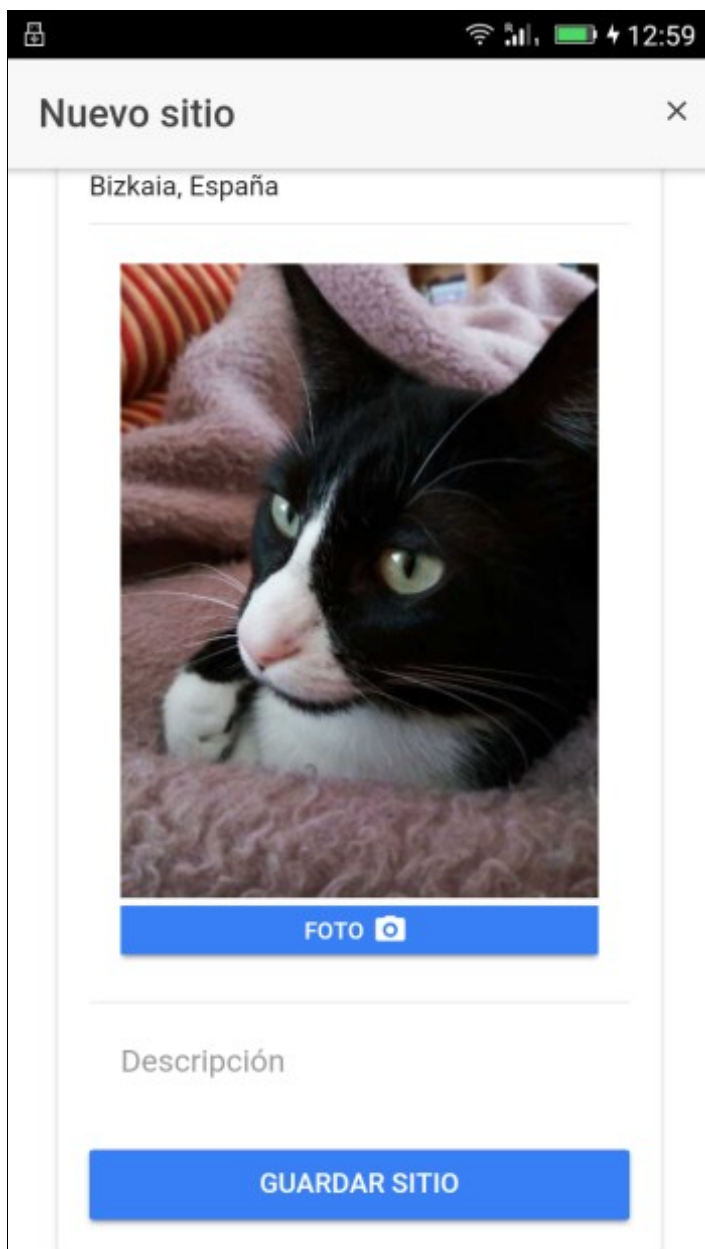 12:59
Nuevo sitio ×
Bizkaia, España
FOTO
Descripción
GUARDAR SITIO